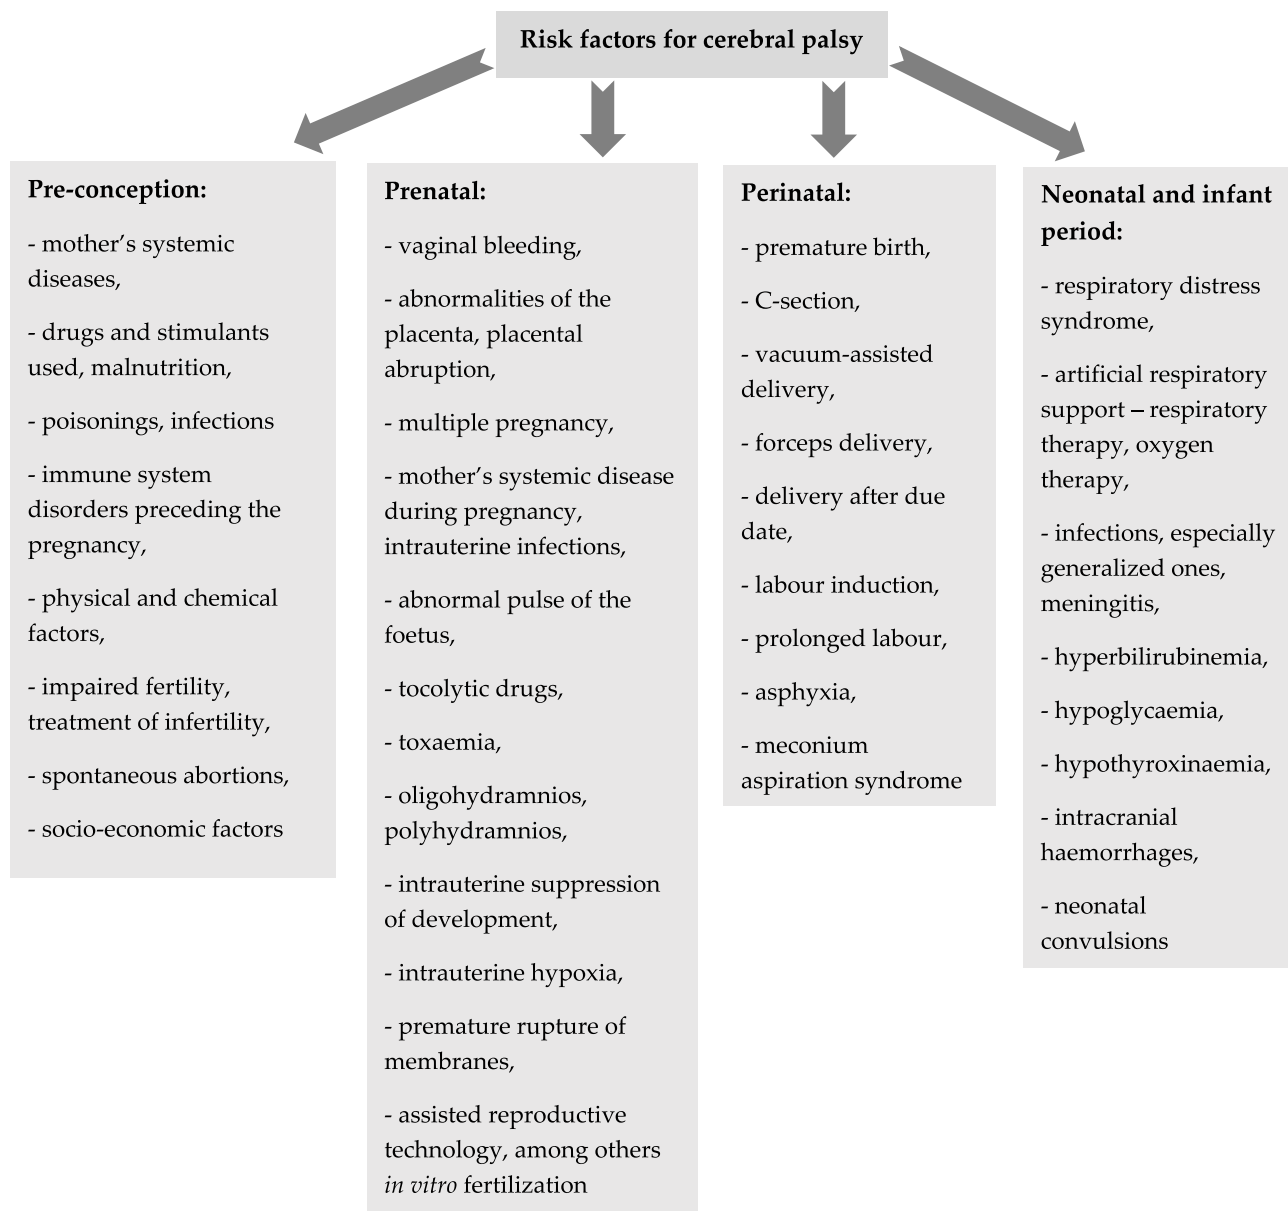 Risk factors for cerebral palsy
Pre-conception:
- mother’s systemic
diseases,
- drugs and stimulants
used, malnutrition,
- poisonings, infections
- immune system
disorders preceding the
pregnancy,
- physical and chemical
factors,
- impaired fertility,
treatment of infertility,
- spontaneous abortions,
- socio-economic factors
Prenatal:
- vaginal bleeding,
- abnormalities of the
placenta, placental
abruption,
- multiple pregnancy,
- mother’s systemic disease
during pregnancy,
intrauterine infections,
- abnormal pulse of the
foetus,
- tocolytic drugs,
- toxaemia,
- oligohydramnios,
polyhydramnios,
- intrauterine suppression
of development,
- intrauterine hypoxia,
- premature rupture of
membranes,
- assisted reproductive
technology, among others
in vitro fertilization
Perinatal:
- premature birth,
- C-section,
- vacuum-assisted
delivery,
- forceps delivery,
- delivery after due
date,
- labour induction,
- prolonged labour,
- asphyxia,
- meconium
aspiration syndrome
Neonatal and infant
period:
- respiratory distress
syndrome,
- artificial respiratory
support – respiratory
therapy, oxygen
therapy,
- infections, especially
generalized ones,
meningitis,
- hyperbilirubinemia,
- hypoglycaemia,
- hypothyroxinaemia,
- intracranial
haemorrhages,
- neonatal
convulsions